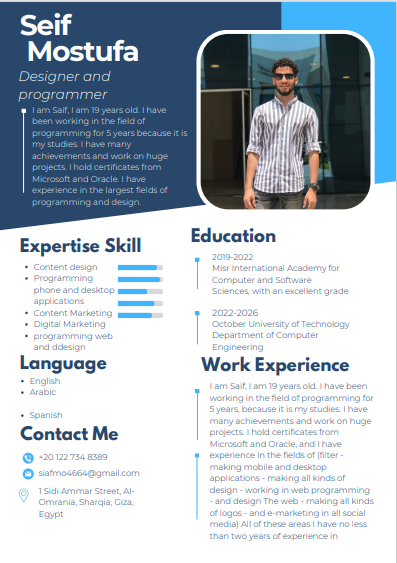 Seif
Mostufa
Designer and
programmer
I am Saif, I am 19 years old. I have
been working in the field of
programming for 5 years because it is
my studies. I have many
achievements and work on huge
projects. I hold certificates from
Microsoft and Oracle. I have
experience in the largest fields of
programming and design.
Expertise Skill
Content design
Programming
phone and desktop
applications
Content Marketing
Digital Marketing
programming web
and ddesign
Language
English
Arabic
Spanish
Contact Me
+20 122 734 8389
siafmo4664@gmail.com
1 Sidi Ammar Street, Al-
Omrania, Sharqia, Giza,
Egypt
Education
2019-2022
Misr International Academy for
Computer and Software
Sciences, with an excellent grade
2022-2026
October University of Technology
Department of Computer
Engineering
Work Experience
I am Saif, I am 19 years old. I have been
working in the field of programming for
5 years, because it is my studies. I have
many achievements and work on huge
projects. I hold certificates from
Microsoft and Oracle, and I have
experience in the fields of (filter -
making mobile and desktop
applications - making all kinds of
design - working in web programming
- and design The web - making all kinds
of logos - and e-marketing in all social
media) All of these areas I have no less
than two years of experience in